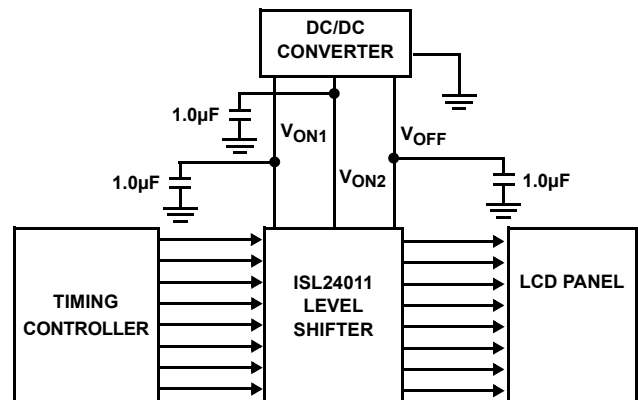 DC/DC
CONVERTER
1.0µF
VON1
VOFF
1.0µF
VON2
1.0µF
TIMING
CONTROLLER
ISL24011
LEVEL
SHIFTER
LCD PANEL